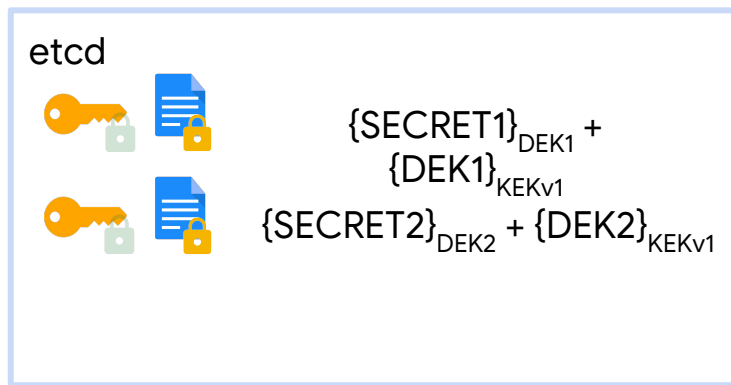 etcd
{SECRET1}DEK1 +
{DEK1}KEKv1
{SECRET2}DEK2 + {DEK2}KEKv1